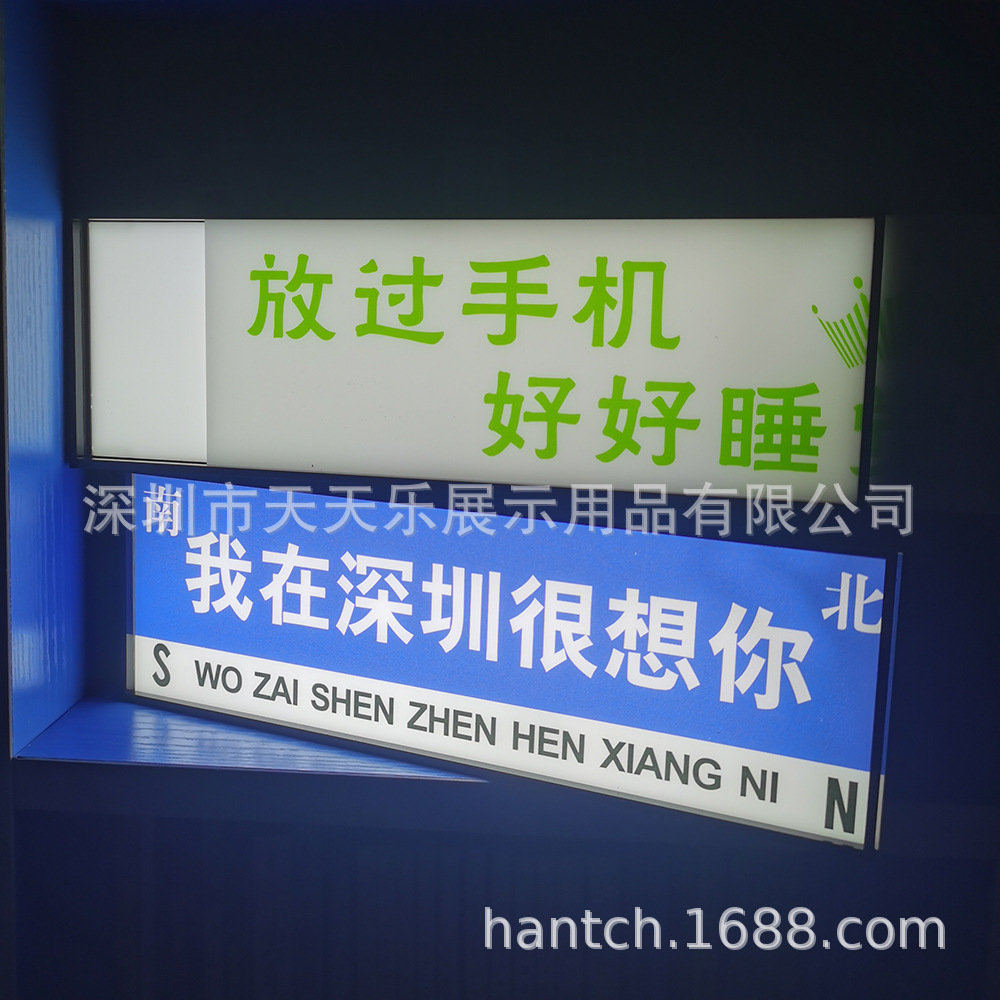 放过手机
好好睡
深圳市天天乐展示用品有限公司
南
北
我在深圳很想你
S WO ZAI SHEN ZHEN HEN XIANG NI N
hantch.1688.com